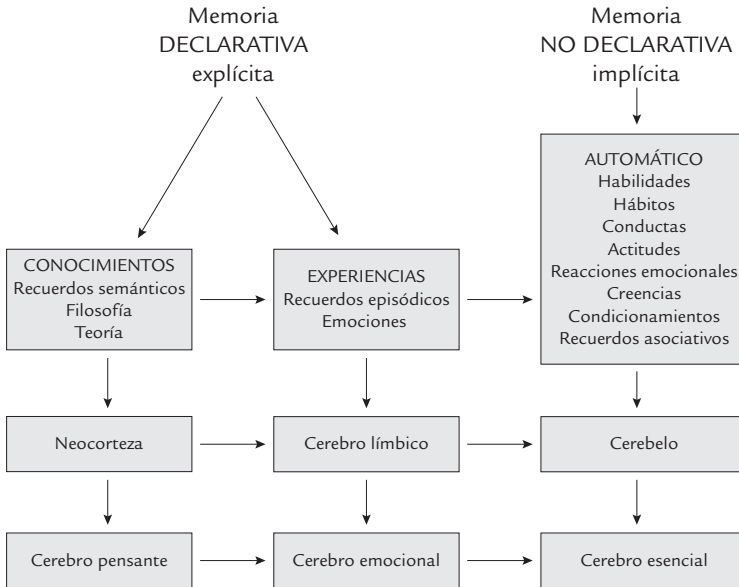 Memoria
DECLARATIVA
explícita
Memoria
NO DECLARATIVA
implícita
CONOCIMIENTOS
Recuerdos semánticos
Filosofía
Teoría
EXPERIENCIAS
Recuerdos episódicos
Emociones
AUTOMÁTICO
Habilidades
Hábitos
Conductas
Actitudes
Reacciones emocionales
Creencias
Condicionamientos
Recuerdos asociativos
Neocorteza
Cerebro límbico
Cerebelo
Cerebro pensante
Cerebro emocional
Cerebro esencial